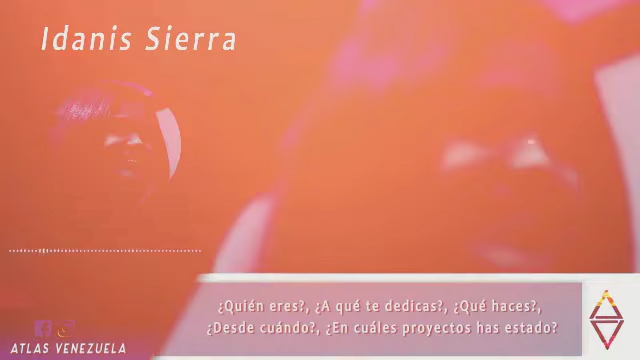 Idanis Sierra
¿Quién eres?, ¿A qué te dedicas?, ¿Qué haces?,
¿Desde cuándo?, ¿En cuáles proyectos has estado?
ATLAS VENEZUELA